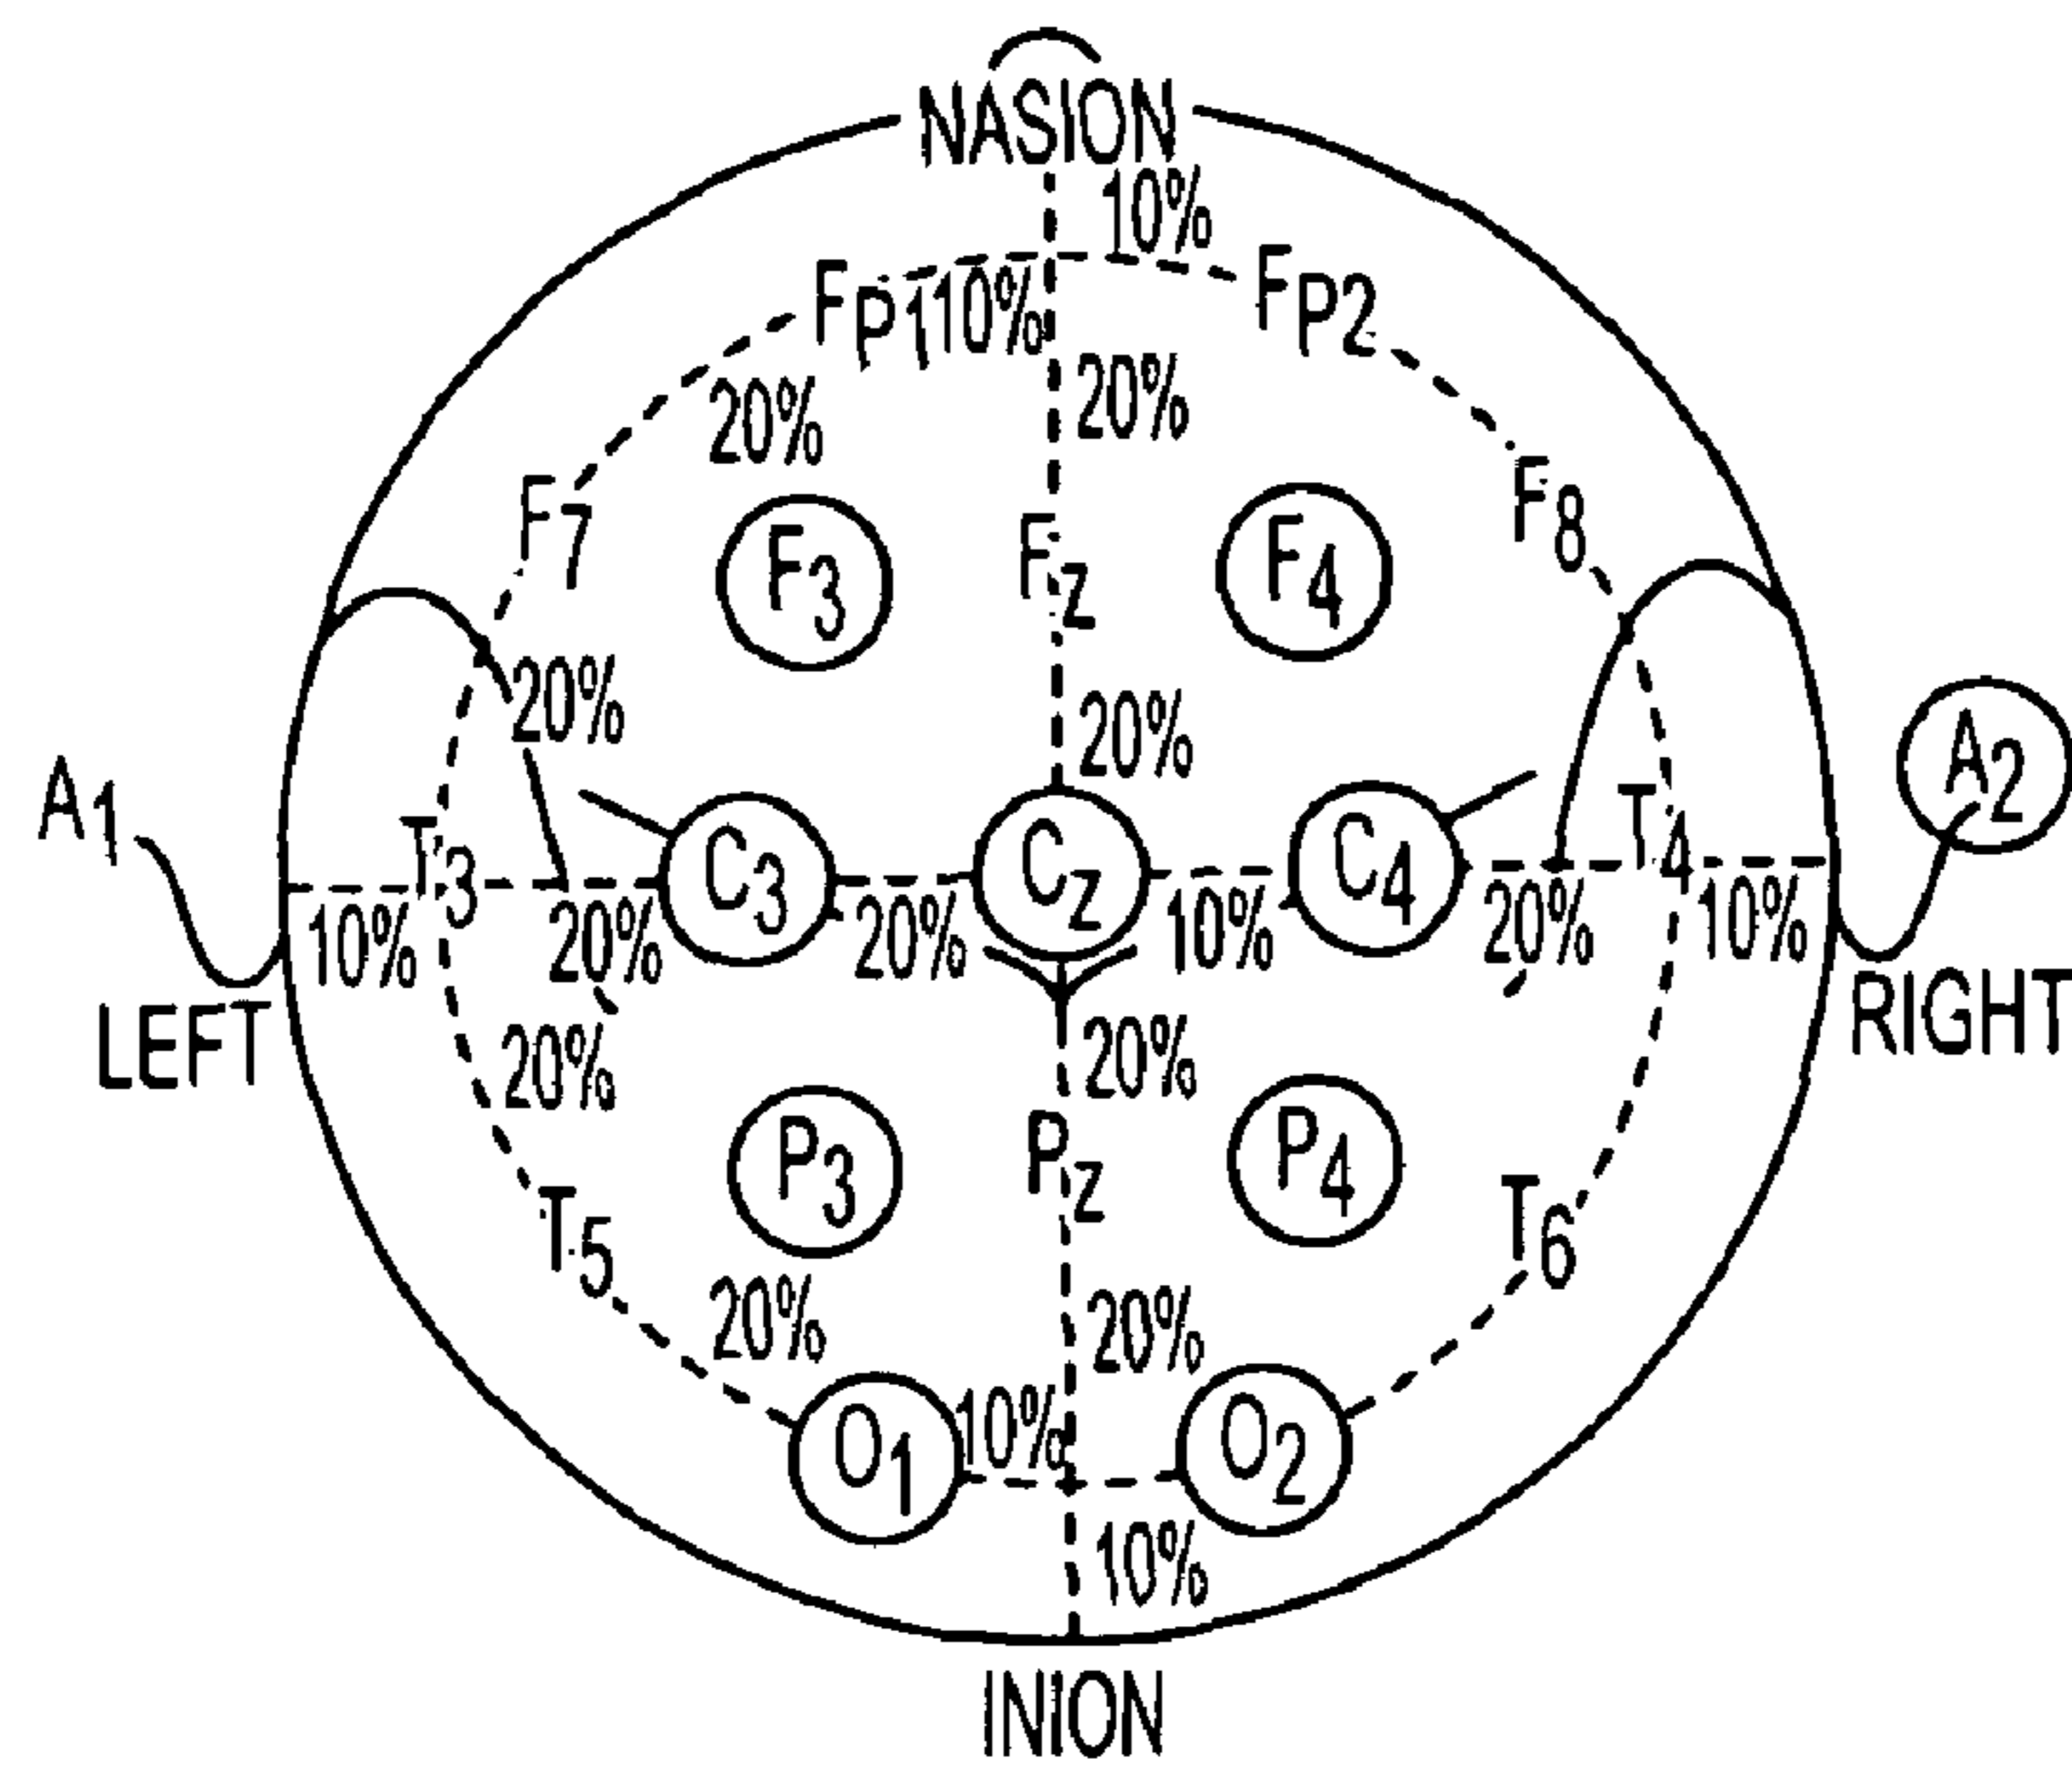 NASION
10%
Fp1 10% Fp2
20% 20%
F7 F3 Fz F4 F8
20% 20%
A1 T3 C3 Cz C4 T4 A2
10% 20% 20% 10% 20% 10%
LEFT RIGHT
20% 20%
P3 Pz P4
T5 T6
20% 20%
O1 10% O2
10%
INION